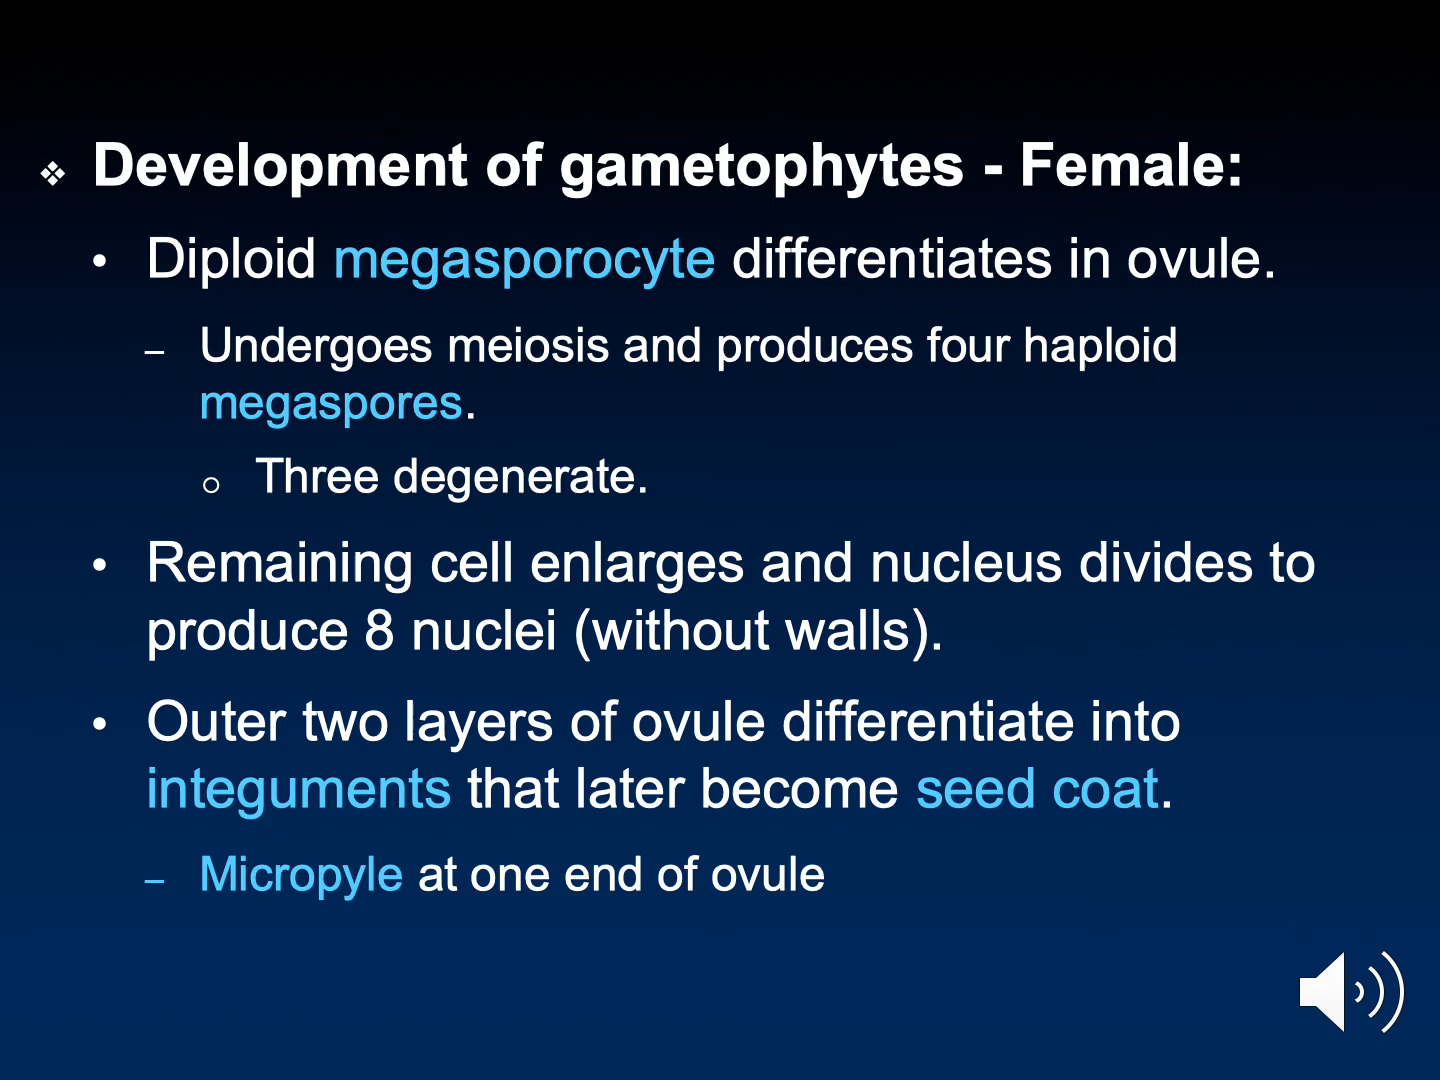 ❖ Development of gametophytes - Female:
• Diploid megasporocyte differentiates in ovule.
– Undergoes meiosis and produces four haploid
megaspores.
○ Three degenerate.
• Remaining cell enlarges and nucleus divides to
produce 8 nuclei (without walls).
• Outer two layers of ovule differentiate into
integuments that later become seed coat.
– Micropyle at one end of ovule